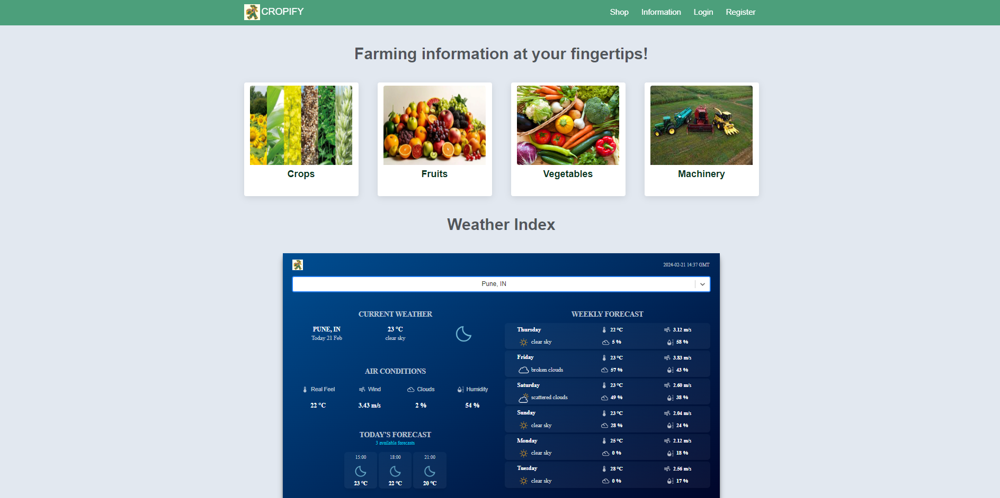 CROPIFY
Shop Information Login Register
Farming information at your fingertips!
Crops Fruits Vegetables Machinery
Weather Index
2024-02-21 14:37 GMT
Pune, IN
CURRENT WEATHER
PUNE, IN 23 °C
Today 21 Feb clear sky
AIR CONDITIONS
Real Feel Wind Clouds Humidity
22 °C 3.43 m/s 2 % 54 %
TODAY'S FORECAST
3 available forecasts
15:00 18:00 21:00
23 °C 22 °C 20 °C
WEEKLY FORECAST
Thursday 22 °C 3.12 m/s
clear sky 5 % 58 %
Friday 23 °C 3.83 m/s
broken clouds 57 % 43 %
Saturday 23 °C 2.60 m/s
scattered clouds 49 % 38 %
Sunday 23 °C 2.04 m/s
clear sky 28 % 24 %
Monday 25 °C 2.12 m/s
clear sky 0 % 18 %
Tuesday 28 °C 2.56 m/s
clear sky 0 % 17 %